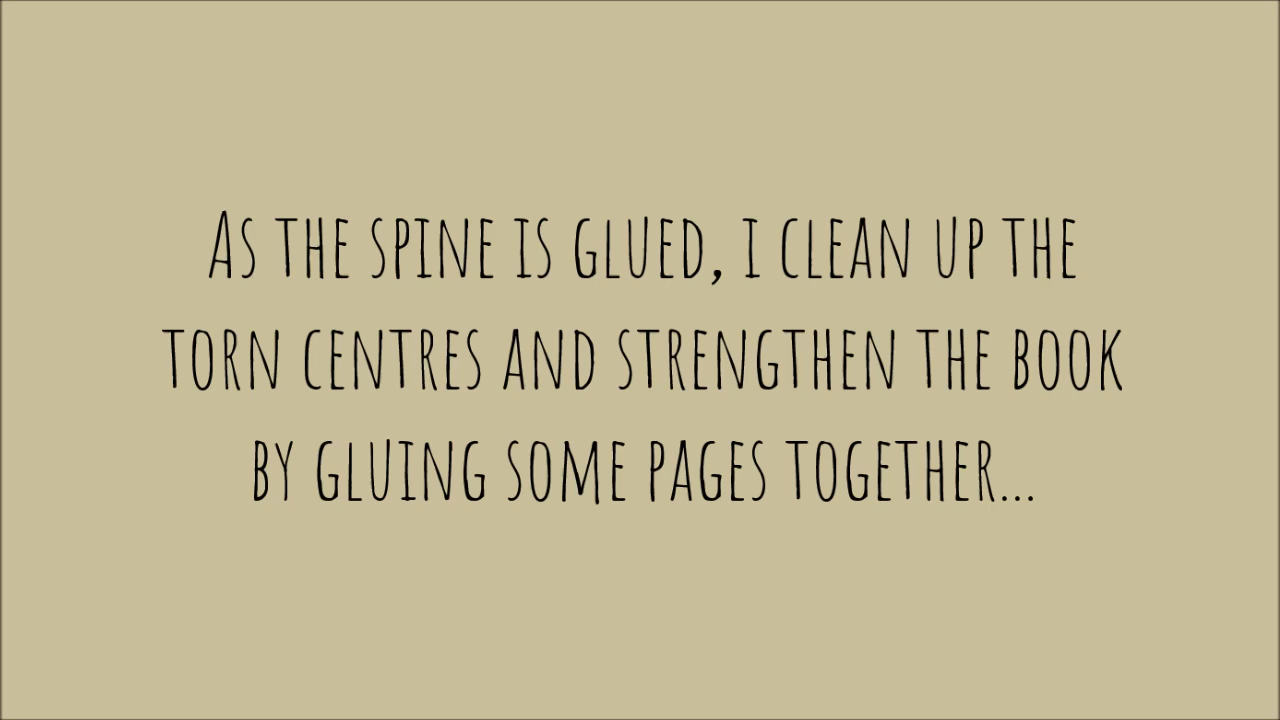 As the spine is glued, i clean up the
torn centres and strengthen the book
by gluing some pages together...